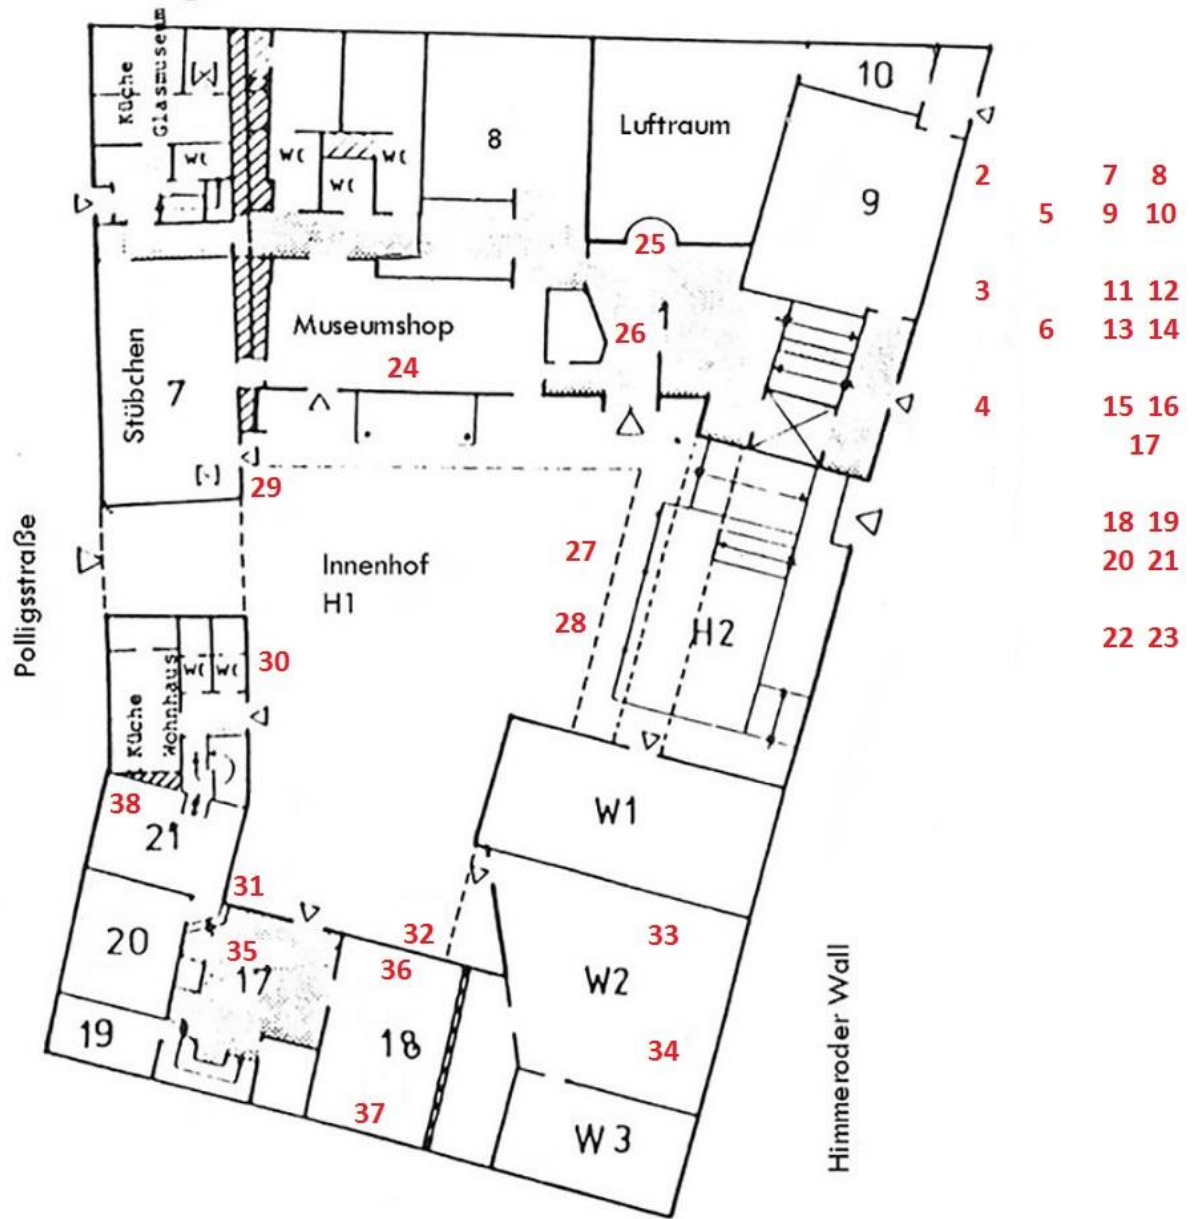 Küche
Glasmuseum
WC
WC
WC
WC
8
Luftraum
10
9
2
7 8
5
9 10
25
3
11 12
Museumshop
26
6
13 14
Stübchen
7
24
4
15 16
17
29
18 19
27
20 21
Innenhof
H1
Polligsstraße
28
H2
22 23
30
WC
WC
Küche
Wohnhaus
38
21
W1
31
32
33
20
35
17
36
W2
Himmeroder Wall
19
18
34
37
W3